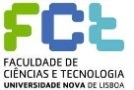 fct
FACULDADE DE
CIÊNCIAS E TECNOLOGIA
UNIVERSIDADE NOVA DE LISBOA